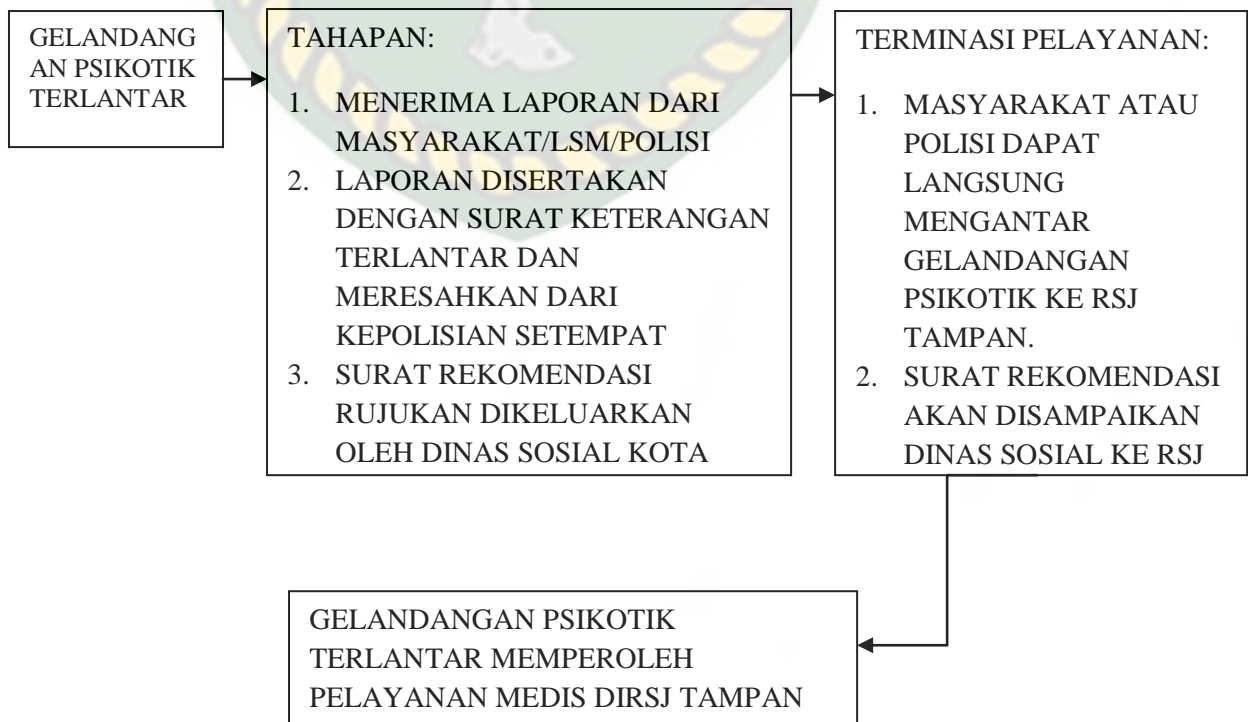 GELANDANG
AN PSIKOTIK
TERLANTAR
TAHAPAN:
1. MENERIMA LAPORAN DARI
MASYARAKAT/LSM/POLISI
2. LAPORAN DISERTAKAN
DENGAN SURAT KETERANGAN
TERLANTAR DAN
MERESAHKAN DARI
KEPOLISIAN SETEMPAT
3. SURAT REKOMENDASI
RUJUKAN DIKELUARKAN
OLEH DINAS SOSIAL KOTA
TERMINASI PELAYANAN:
1. MASYARAKAT ATAU
POLISI DAPAT
LANGSUNG
MENGANTAR
GELANDANGAN
PSIKOTIK KE RSJ
TAMPAN.
2. SURAT REKOMENDASI
AKAN DISAMPAIKAN
DINAS SOSIAL KE RSJ
GELANDANGAN PSIKOTIK
TERLANTAR MEMPEROLEH
PELAYANAN MEDIS DIRSJ TAMPAN